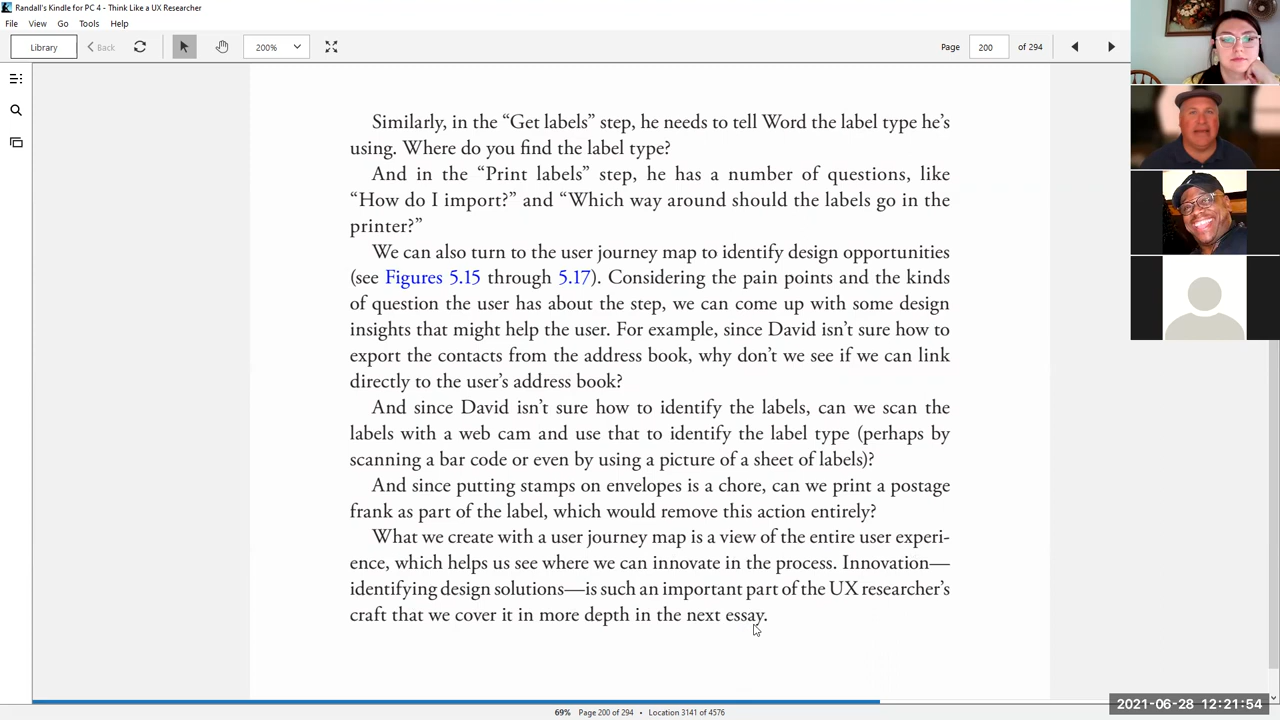 Randall's Kindle for PC 4 - Think Like a UX Researcher
File View Go Tools Help
Library Back 200% Page 200 of 294
Similarly, in the “Get labels” step, he needs to tell Word the label type he’s
using. Where do you find the label type?
And in the “Print labels” step, he has a number of questions, like
“How do I import?” and “Which way around should the labels go in the
printer?”
We can also turn to the user journey map to identify design opportunities
(see Figures 5.15 through 5.17). Considering the pain points and the kinds
of question the user has about the step, we can come up with some design
insights that might help the user. For example, since David isn’t sure how to
export the contacts from the address book, why don’t we see if we can link
directly to the user’s address book?
And since David isn’t sure how to identify the labels, can we scan the
labels with a web cam and use that to identify the label type (perhaps by
scanning a bar code or even by using a picture of a sheet of labels)?
And since putting stamps on envelopes is a chore, can we print a postage
frank as part of the label, which would remove this action entirely?
What we create with a user journey map is a view of the entire user experi-
ence, which helps us see where we can innovate in the process. Innovation—
identifying design solutions—is such an important part of the UX researcher’s
craft that we cover it in more depth in the next essay.
69% Page 200 of 294 • Location 3141 of 4576
2021-06-28 12:21:54